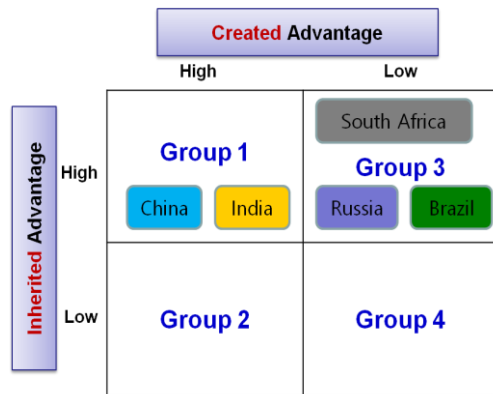 Created Advantage
High Low
Inherited Advantage
High
Group 1
South Africa
Group 3
China India Russia Brazil
Low
Group 2 Group 4